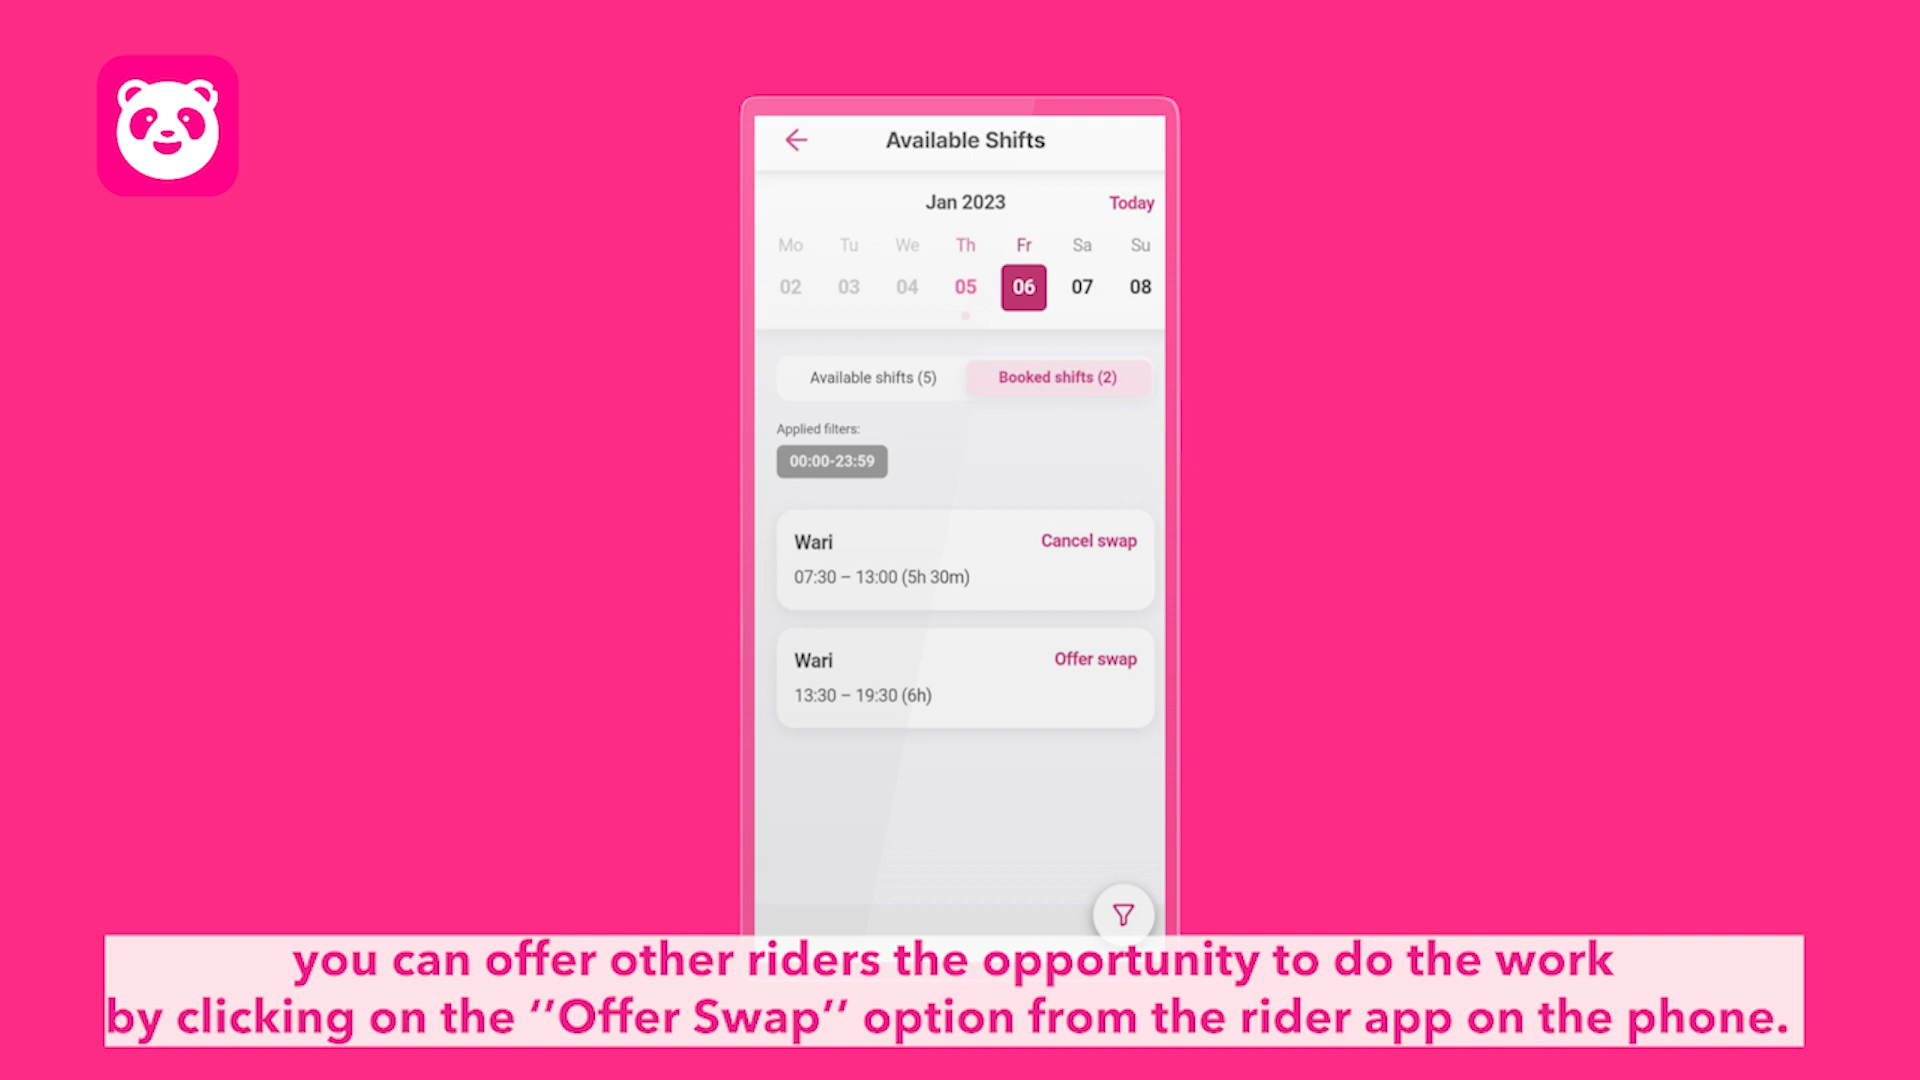 Available Shifts
Jan 2023 Today
Mo Tu We Th Fr Sa Su
02 03 04 05 06 07 08
Available shifts (5) Booked shifts (2)
Applied filters:
00:00-23:59
Wari Cancel swap
07:30 – 13:00 (5h 30m)
Wari Offer swap
13:30 – 19:30 (6h)
you can offer other riders the opportunity to do the work
by clicking on the ‘‘Offer Swap’’ option from the rider app on the phone.